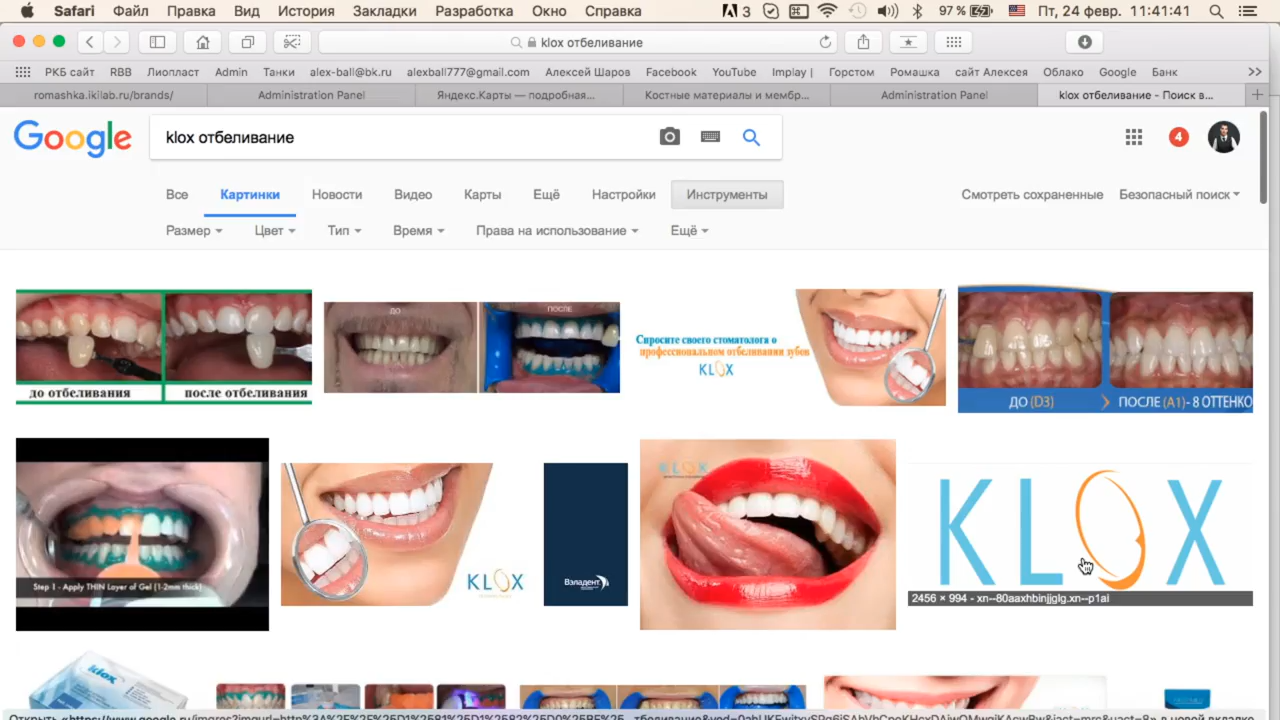 Safari Файл Правка Вид История Закладки Разработка Окно Справка 3 97 % Пт, 24 февр. 11:41:41
klox отбеливание
РКБ сайт RBB Лиопласт Admin Танки alex-ball@bk.ru alexball777@gmail.com Алексей Шаров Facebook YouTube Implay | Горстом Ромашка сайт Алексея Облако Google Банк
romashka.ikilab.ru/brands/ Administration Panel Яндекс.Карты — подробная... Костные материалы и мембр... Administration Panel klox отбеливание - Поиск в...
Google klox отбеливание 4
Все Картинки Новости Видео Карты Ещё Настройки Инструменты Смотреть сохраненные Безопасный поиск
Размер Цвет Тип Время Права на использование Ещё
до отбеливания после отбеливания
ДО ПОСЛЕ
Спросите своего стоматолога о
профессиональном отбеливании зубов
KLOX
ДО (D3) ПОСЛЕ (A1)- 8 ОТТЕНКО
Step 1 - Apply THIN Layer of Gel (1-2mm thick)
KLOX
Вэладент
KLOX
KLOX
2456 × 994 - xn--80aaxhbinjjglg.xn--p1ai
klox